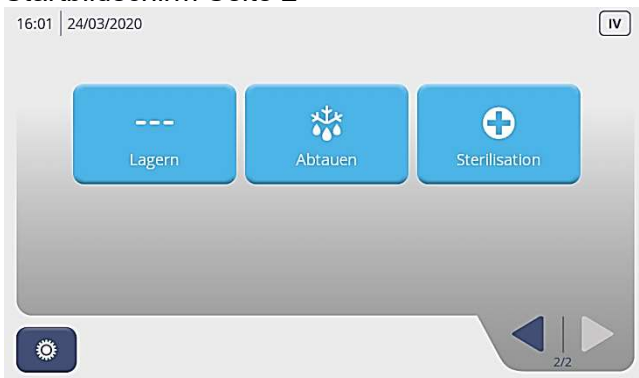 Startbildschirm Seite 2
16:01 24/03/2020
IV
---
Lagern
Abtauen
Sterilisation
2/2